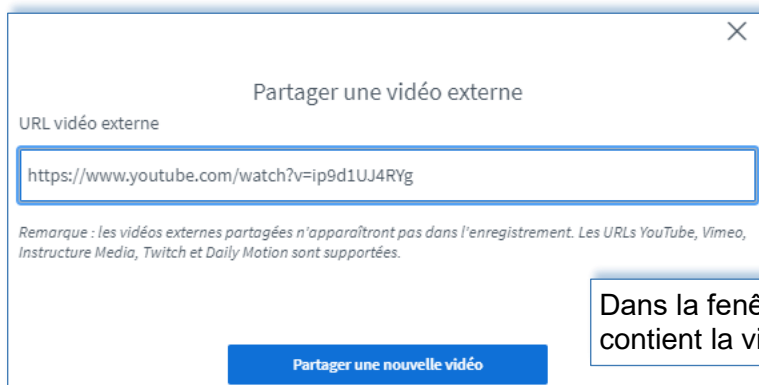 Partager une vidéo externe
URL vidéo externe
https://www.youtube.com/watch?v=ip9d1UJ4RYg
Remarque : les vidéos externes partagées n'apparaîtront pas dans l'enregistrement. Les URLs YouTube, Vimeo,
Instructure Media, Twitch et Daily Motion sont supportées.
Dans la
contient la
Partager une nouvelle vidéo